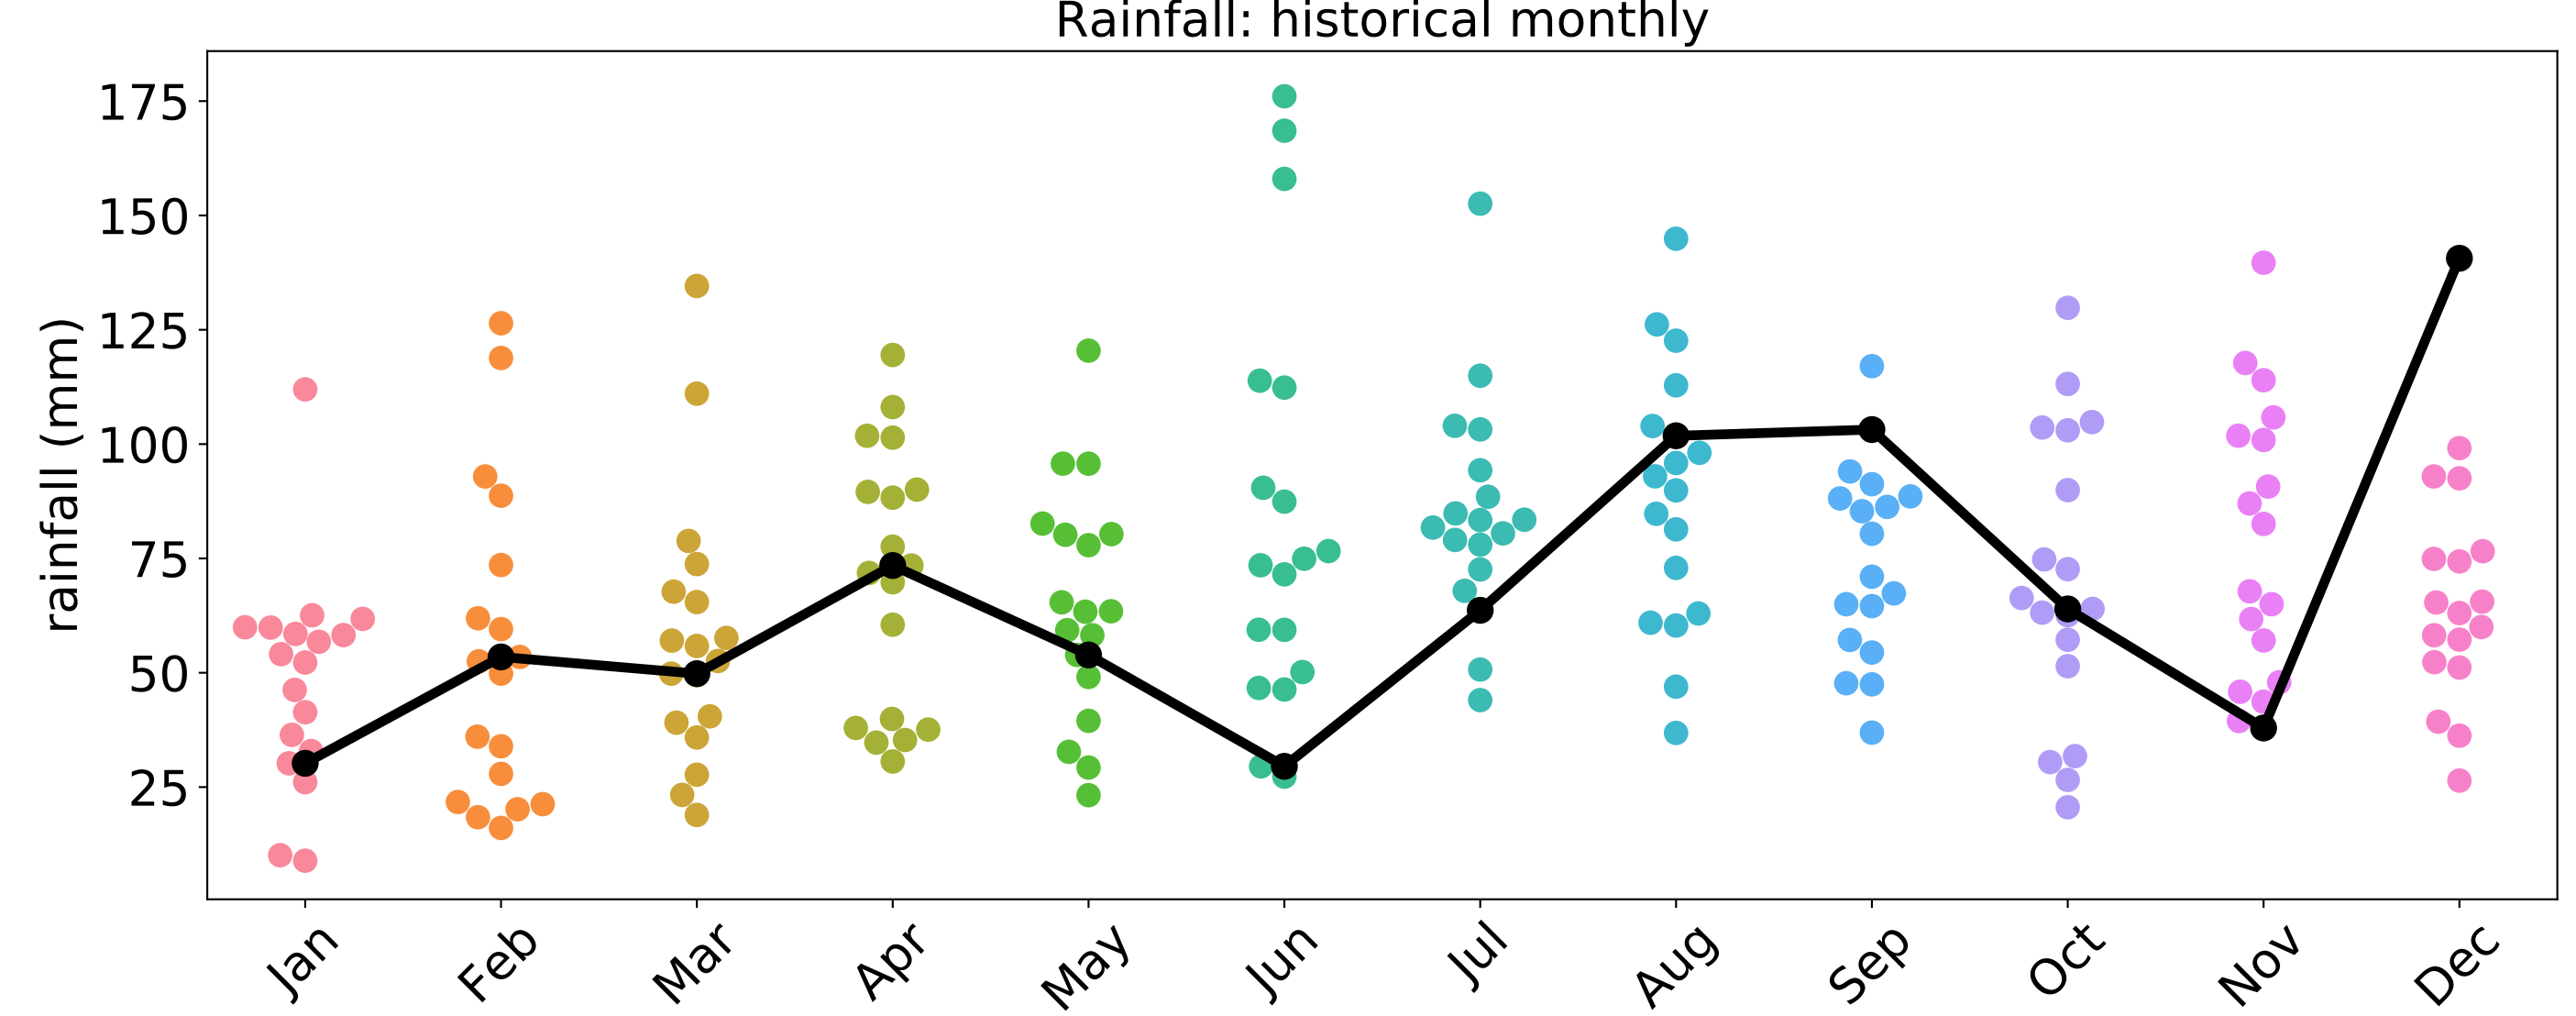 Rainfall: historical monthly
rainfall (mm)
175
150
125
100
75
50
25
Jan
Feb
Mar
Apr
May
Jun
Jul
Aug
Sep
Oct
Nov
Dec